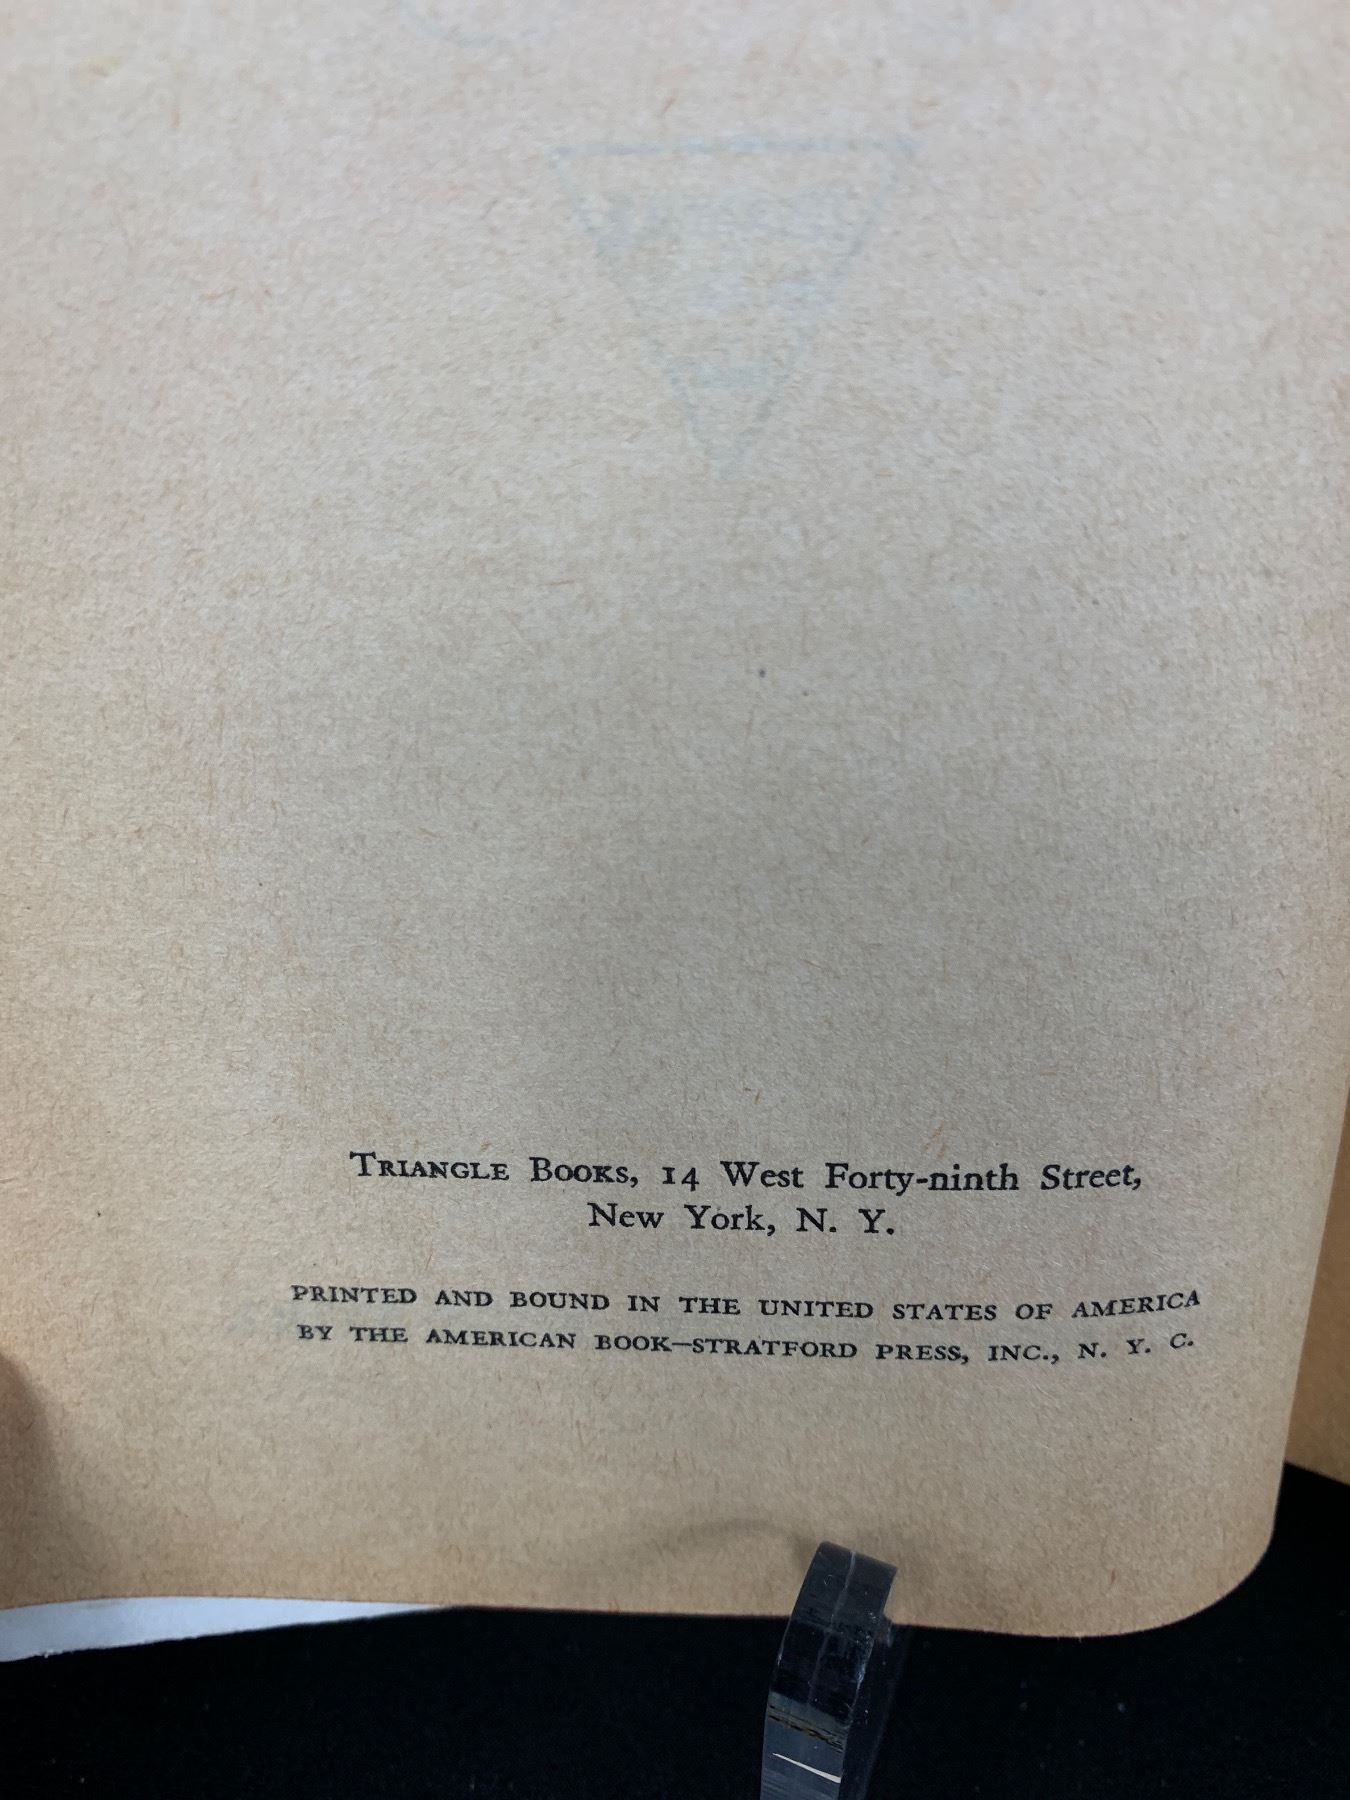 Triangle Books, 14 West Forty-ninth Street,
New York, N. Y.
PRINTED AND BOUND IN THE UNITED STATES OF AMERICA
BY THE AMERICAN BOOK—STRATFORD PRESS, INC., N. Y. C.